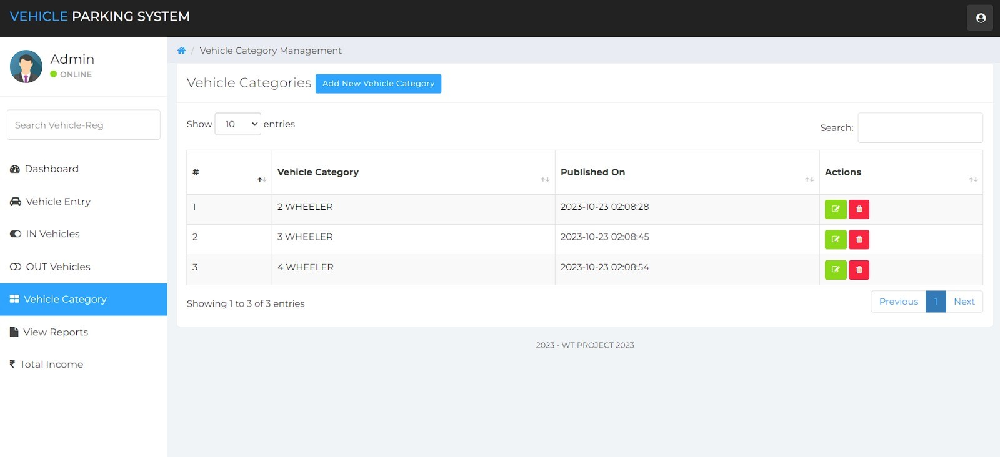 VEHICLE PARKING SYSTEM
Admin
ONLINE
Search Vehicle-Reg
Dashboard
Vehicle Entry
IN Vehicles
OUT Vehicles
Vehicle Category
View Reports
₹ Total Income
/ Vehicle Category Management
Vehicle Categories Add New Vehicle Category
Show 10 entries
Search:
# Vehicle Category Published On Actions
1 2 WHEELER 2023-10-23 02:08:28
2 3 WHEELER 2023-10-23 02:08:45
3 4 WHEELER 2023-10-23 02:08:54
Showing 1 to 3 of 3 entries
Previous 1 Next
2023 - WT PROJECT 2023